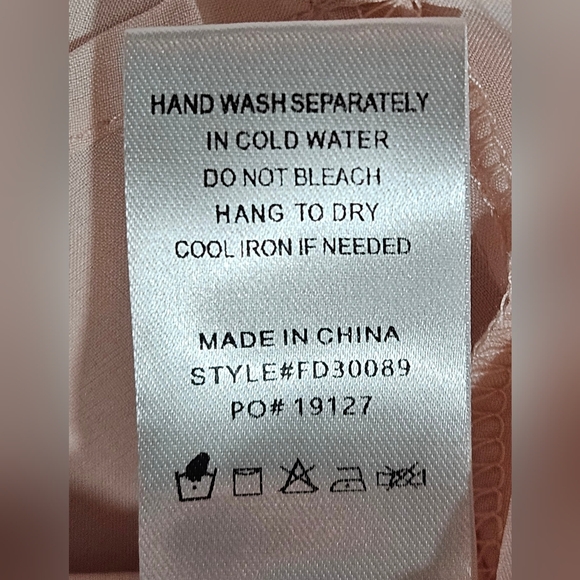 HAND WASH SEPARATELY
IN COLD WATER
DO NOT BLEACH
HANG TO DRY
COOL IRON IF NEEDED
MADE IN CHINA
STYLE#FD30089
PO# 19127